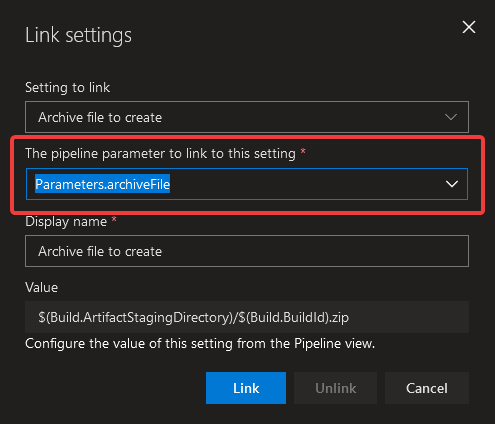 Link settings
Setting to link
Archive file to create
The pipeline parameter to link to this setting *
Parameters.archiveFile
Display name *
Archive file to create
Value
$(Build.ArtifactStagingDirectory)/$(Build.BuildId).zip
Configure the value of this setting from the Pipeline view.
Link Unlink Cancel